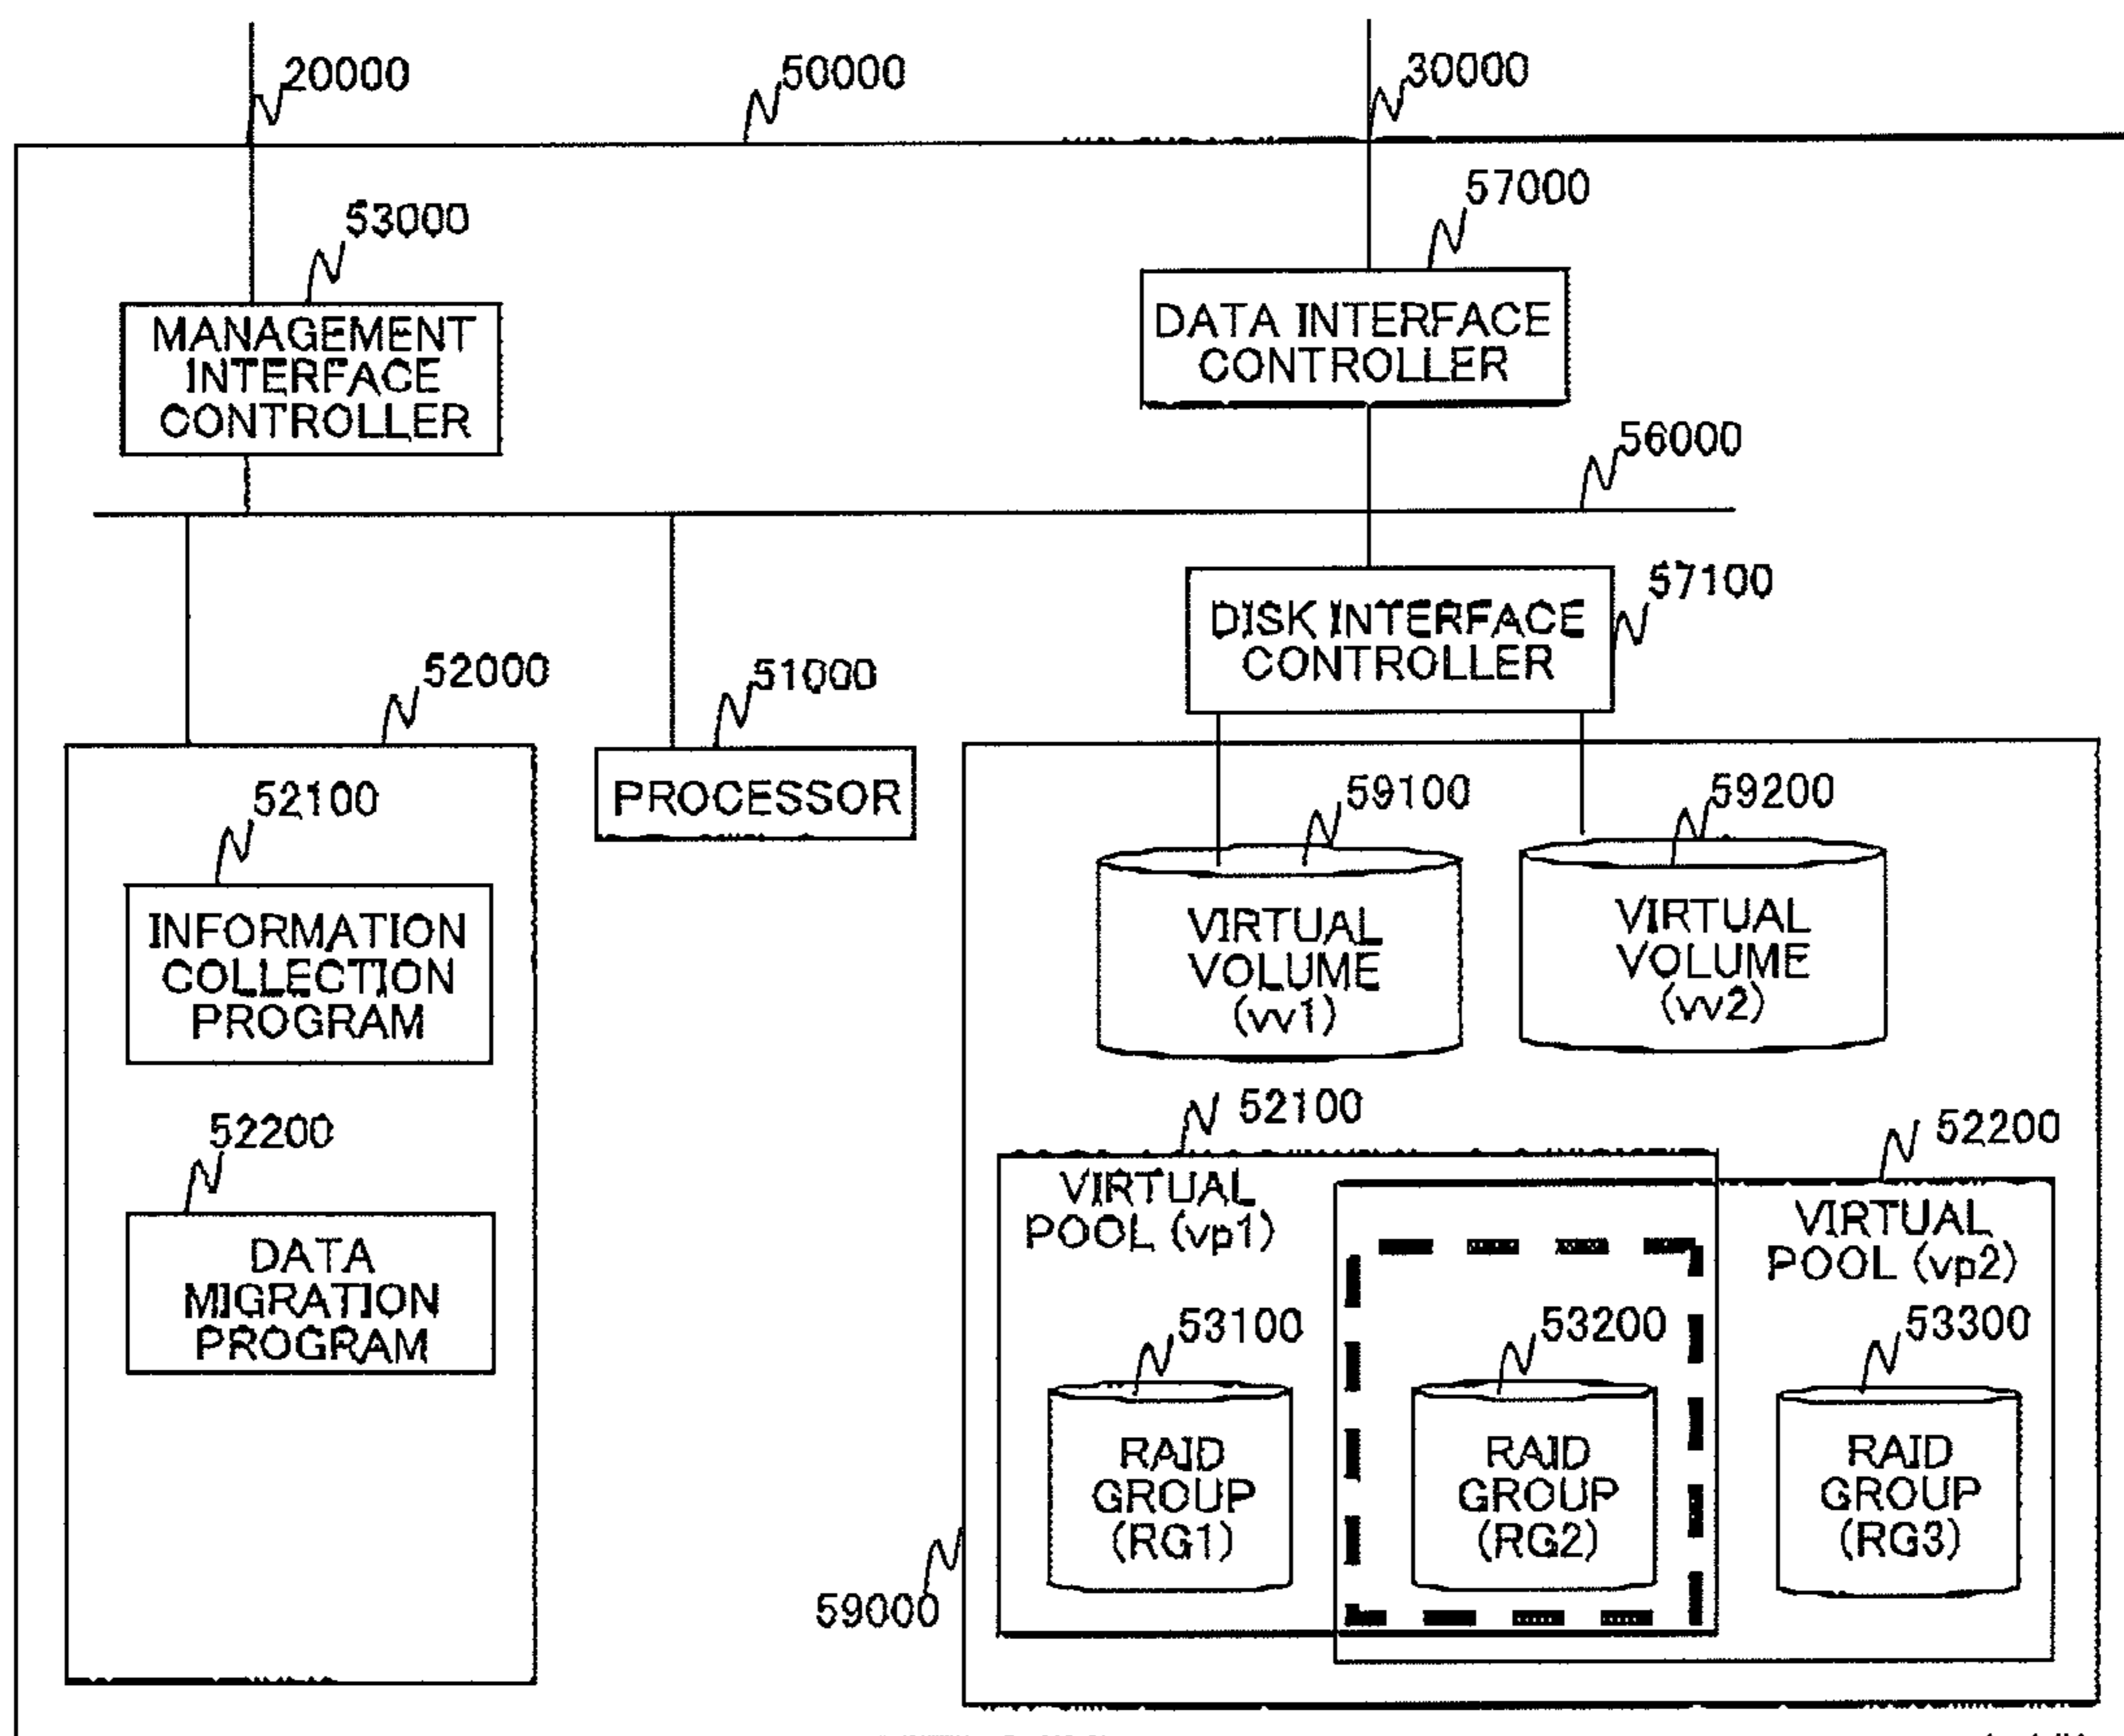 20000
50000
30000
53000
57000
MANAGEMENT
INTERFACE
CONTROLLER
DATA INTERFACE
CONTROLLER
56000
57100
DISK INTERFACE
CONTROLLER
52000
51000
PROCESSOR
52100
INFORMATION
COLLECTION
PROGRAM
52200
DATA
MIGRATION
PROGRAM
59100
59200
VIRTUAL
VOLUME
(vv1)
VIRTUAL
VOLUME
(vv2)
52100
52200
VIRTUAL
POOL (vp1)
VIRTUAL
POOL (vp2)
53100
53200
53300
RAID
GROUP
(RG1)
RAID
GROUP
(RG2)
RAID
GROUP
(RG3)
59000